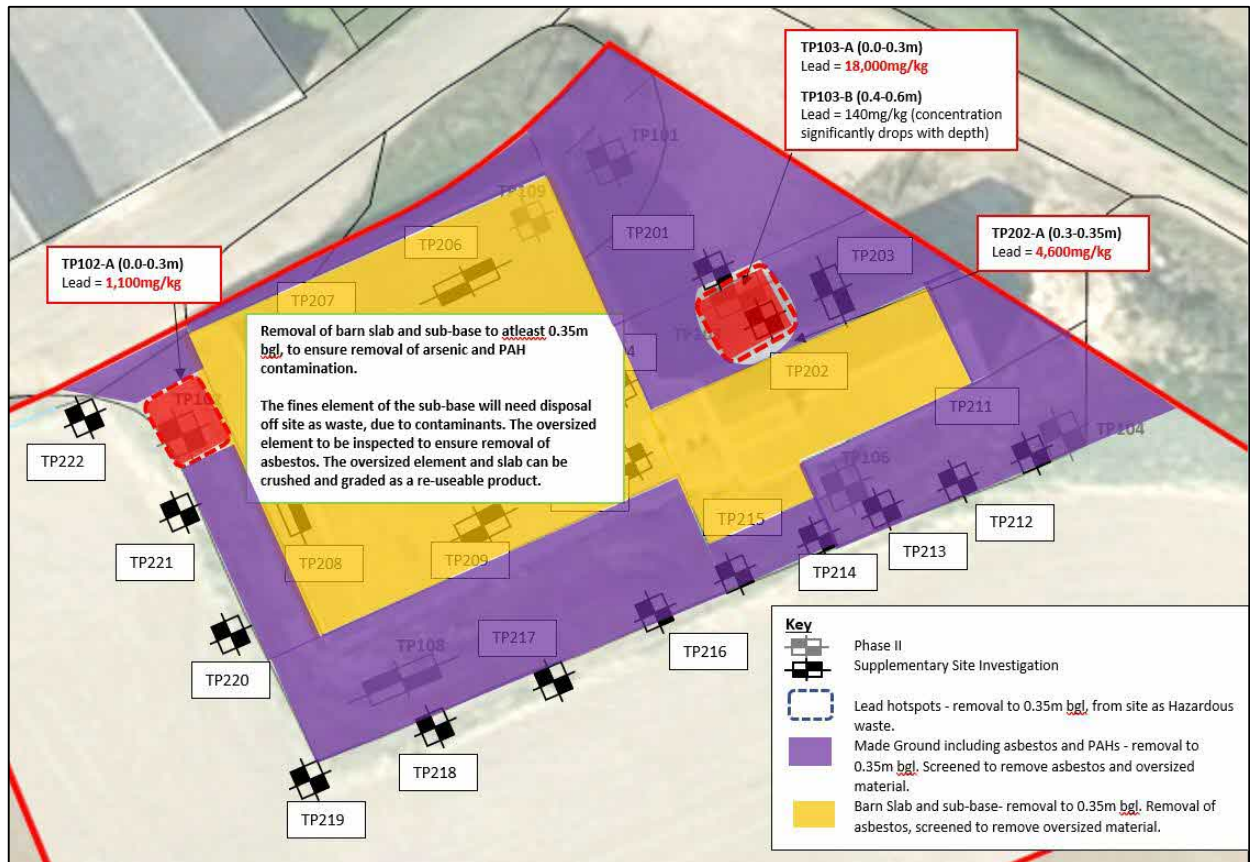 TP103-A (0.0-0.3m)
Lead = 18,000mg/kg
TP103-B (0.4-0.6m)
Lead = 140mg/kg (concentration
significantly drops with depth)
TP101
TP109
TP206
TP201
TP203
TP202-A (0.3-0.35m)
Lead = 4,600mg/kg
TP102-A (0.0-0.3m)
Lead = 1,100mg/kg
TP207
TP103
TP102
TP202
TP211
TP104
TP106
Removal of barn slab and sub-base to atleast 0.35m
bgl, to ensure removal of arsenic and PAH
contamination.
The fines element of the sub-base will need disposal
off site as waste, due to contaminants. The oversized
element to be inspected to ensure removal of
asbestos. The oversized element and slab can be
crushed and graded as a re-useable product.
TP222
TP221
TP208
TP209
TP215
TP212
TP213
TP214
TP216
TP217
TP108
TP220
TP218
TP219
Key
Phase II
Supplementary Site Investigation
Lead hotspots - removal to 0.35m bgl, from site as Hazardous
waste.
Made Ground including asbestos and PAHs - removal to
0.35m bgl. Screened to remove asbestos and oversized
material.
Barn Slab and sub-base- removal to 0.35m bgl. Removal of
asbestos, screened to remove oversized material.